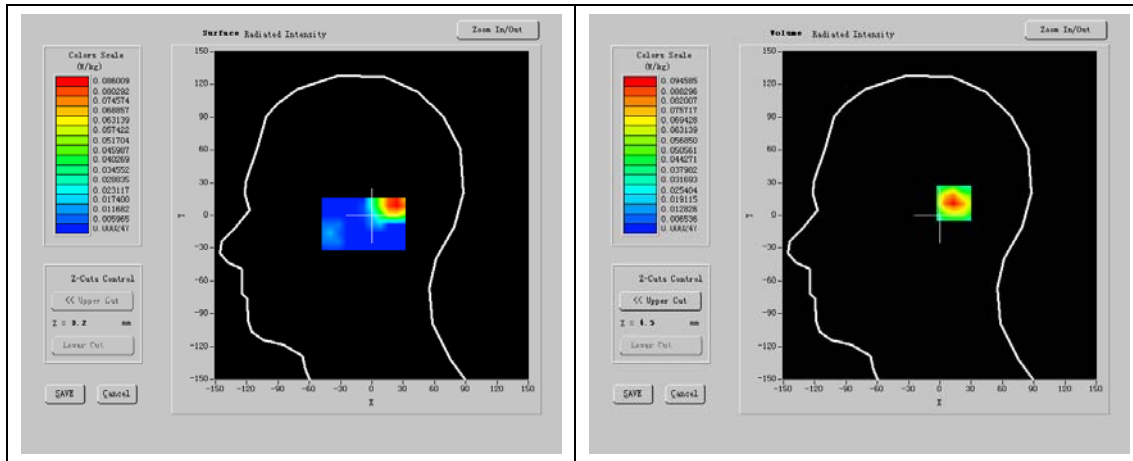 Surface Radiated Intensity
Zoom In/Out
Colors Scale
(W/kg)
0.086009
0.080292
0.074574
0.068857
0.063139
0.057422
0.051704
0.045987
0.040269
0.034552
0.028835
0.023117
0.017400
0.011682
0.005965
0.000247
150
120
90
60
30
0
-30
-60
-90
-120
-150
Y
-150 -120 -90 -60 -30 0 30 60 90 120 150
X
Z-Cuts Control
<< Upper Cut
mm
Lower Cut
SAVE
Cancel
Volume Radiated Intensity
Zoom In/Out
Colors Scale
(W/kg)
0.094585
0.088296
0.082007
0.075717
0.069428
0.063139
0.056850
0.050561
0.044271
0.037982
0.031693
0.025404
0.019115
0.012826
0.006536
0.000247
150
120
90
60
30
0
-30
-60
-90
-120
-150
Y
-150 -120 -90 -60 -30 0 30 60 90 120 150
X
Z-Cuts Control
<< Upper Cut
mm
Lower Cut
SAVE
Cancel